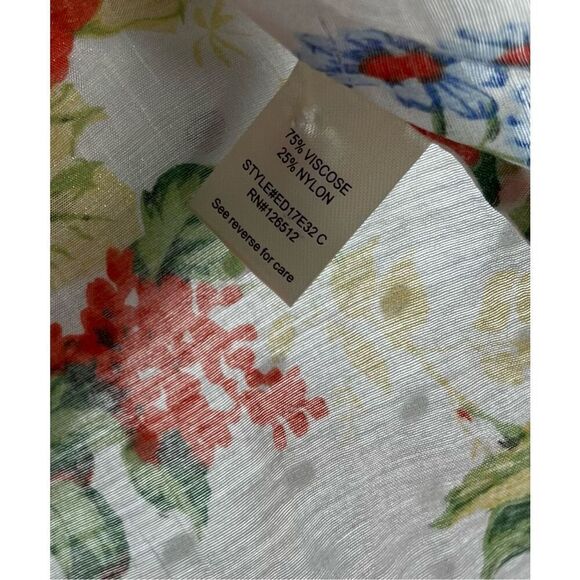 75% VISCOSE
25% NYLON
STYLE#ED17E32 C
RN#126512
See reverse for care